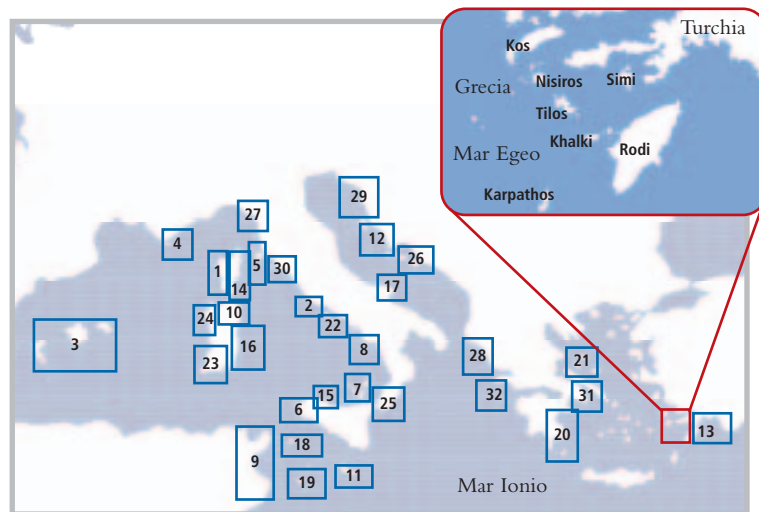 Turchia
Kos
Grecia
Nisiros
Simi
Tilos
Khalki
Mar Egeo
Rodi
Karpathos
29
27
4
12
26
5
30
1
17
14
2
24
10
22
3
28
21
16
8
23
7
15
32
31
25
6
20
13
18
9
11
19
Mar Ionio